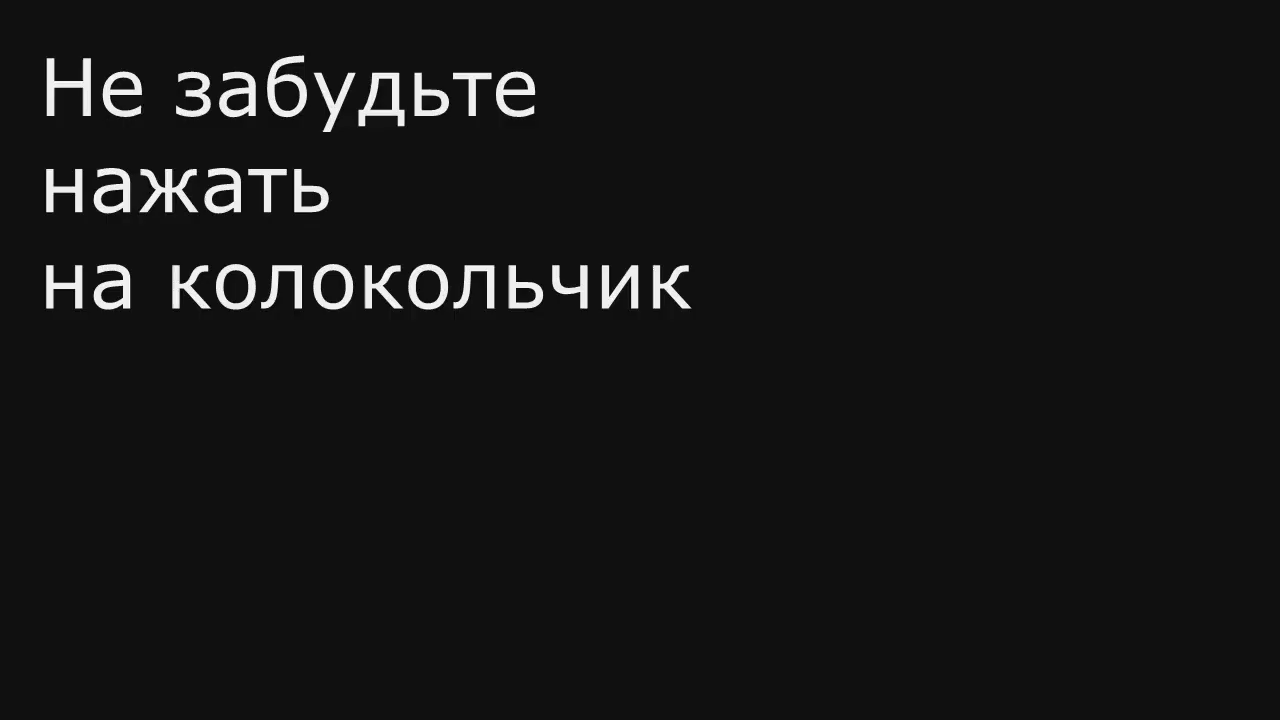 Не забудьте
нажать
на колокольчик